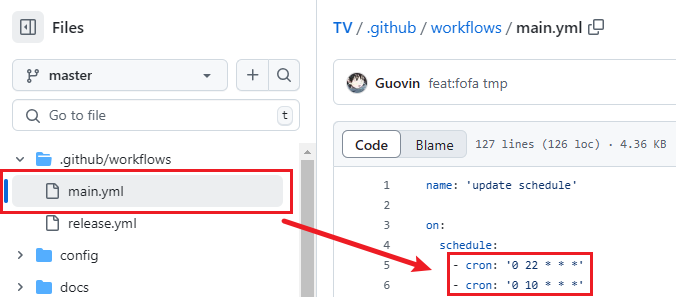 Files
master
Go to file
t
.github/workflows
main.yml
release.yml
config
docs
TV / .github / workflows / main.yml
Guovin feat:fofa tmp
Code Blame 127 lines (126 loc) · 4.36 KB
1 name: 'update schedule'
2
3 on:
4 schedule:
5 - cron: '0 22 * * *'
6 - cron: '0 10 * * *'